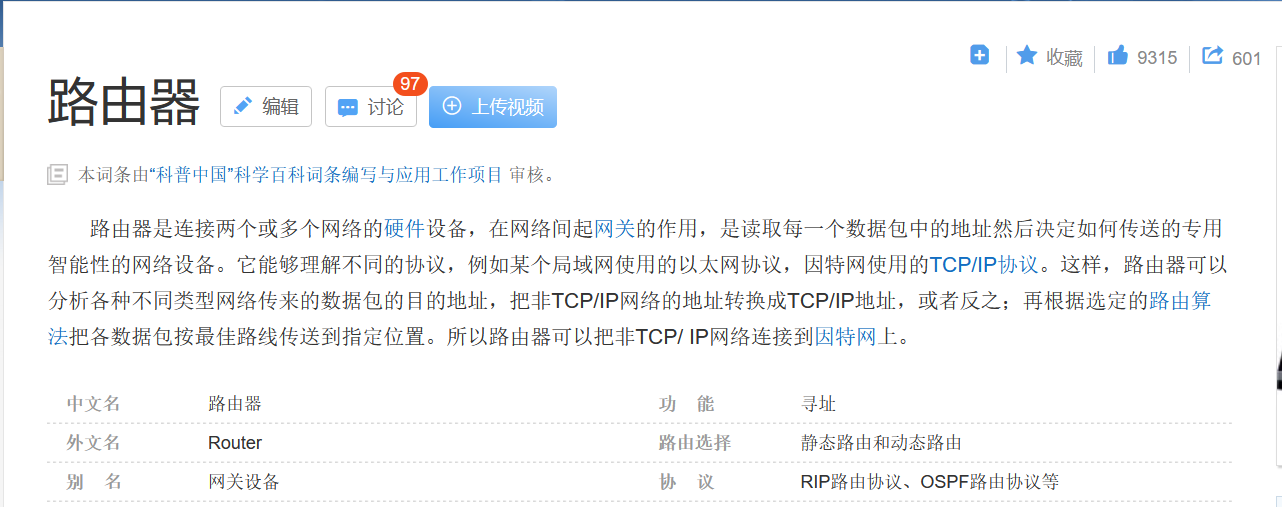 收藏 9315 601
路由器 编辑 讨论 97 上传视频
本词条由“科普中国”科学百科词条编写与应用工作项目 审核。
路由器是连接两个或多个网络的硬件设备，在网络间起网关的作用，是读取每一个数据包中的地址然后决定如何传送的专用
智能性的网络设备。它能够理解不同的协议，例如某个局域网使用的以太网协议，因特网使用的TCP/IP协议。这样，路由器可以
分析各种不同类型网络传来的数据包的目的地址，把非TCP/IP网络的地址转换成TCP/IP地址，或者反之；再根据选定的路由算
法把各数据包按最佳路线传送到指定位置。所以路由器可以把非TCP/ IP网络连接到因特网上。
中文名 路由器 功 能 寻址
外文名 Router 路由选择 静态路由和动态路由
别 名 网关设备 协 议 RIP路由协议、OSPF路由协议等